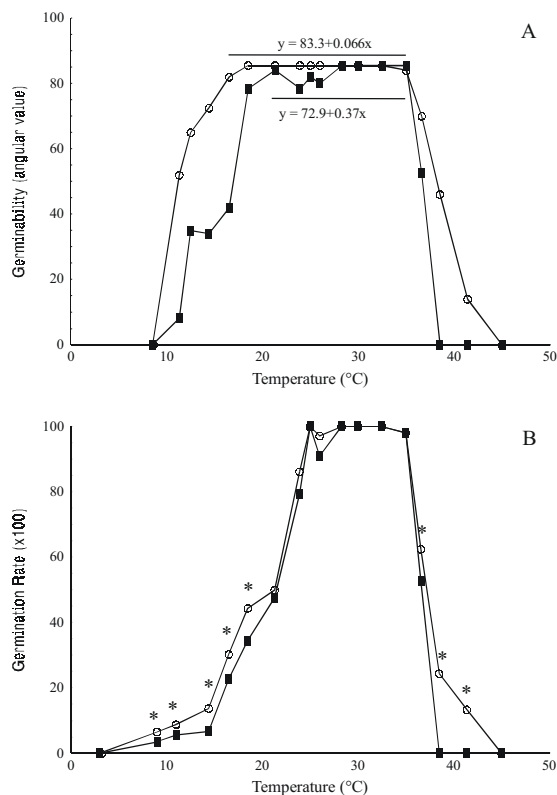 A
100
80
60
40
20
0
Germinability (angular value)
y = 83.3+0.066x
y = 72.9+0.37x
0 10 20 30 40 50
Temperature (°C)
B
100
80
60
40
20
0
Germination Rate (x100)
* * * * * * * *
0 10 20 30 40 50
Temperature (°C)